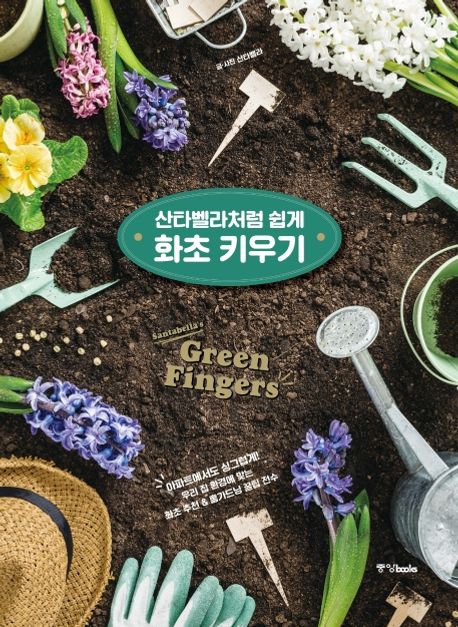 글·사진 산타벨라
산타벨라처럼 쉽게
화초 키우기
Santabella's
Green
Fingers
아파트에서도 싱그럽게!
우리 집 환경에 맞는
화초 추천 & 홈가드닝 꿀팁 전수
중앙books